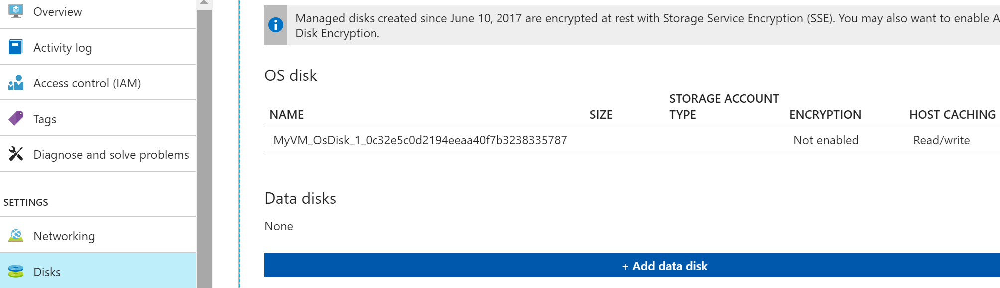 Overview
Activity log
Access control (IAM)
Tags
Diagnose and solve problems
SETTINGS
Networking
Disks
Managed disks created since June 10, 2017 are encrypted at rest with Storage Service Encryption (SSE). You may also want to enable A
Disk Encryption.
OS disk
NAME SIZE STORAGE ACCOUNT TYPE ENCRYPTION HOST CACHING
MyVM_OsDisk_1_0c32e5c0d2194eeaa40f7b3238335787 Not enabled Read/write
Data disks
None
+ Add data disk